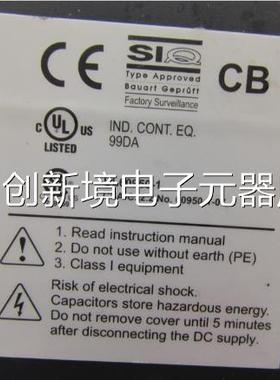 CE
SIQ
CB
Type Approved
Bauart Geprüft
Factory Surveillance
C UL US
LISTED
IND. CONT. EQ.
99DA
创新境电子元器
1. Read instruction manual
2. Do not use without earth (PE)
3. Class I equipment
Risk of electrical shock.
Capacitors store hazardous energy.
Do not remove cover until 5 minutes
after disconnecting the DC supply.